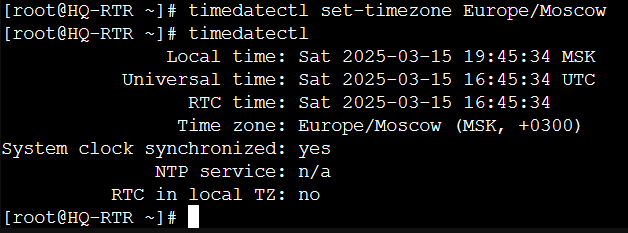 [root@HQ-RTR ~]# timedatectl set-timezone Europe/Moscow
[root@HQ-RTR ~]# timedatectl
Local time: Sat 2025-03-15 19:45:34 MSK
Universal time: Sat 2025-03-15 16:45:34 UTC
RTC time: Sat 2025-03-15 16:45:34
Time zone: Europe/Moscow (MSK, +0300)
System clock synchronized: yes
NTP service: n/a
RTC in local TZ: no
[root@HQ-RTR ~]#